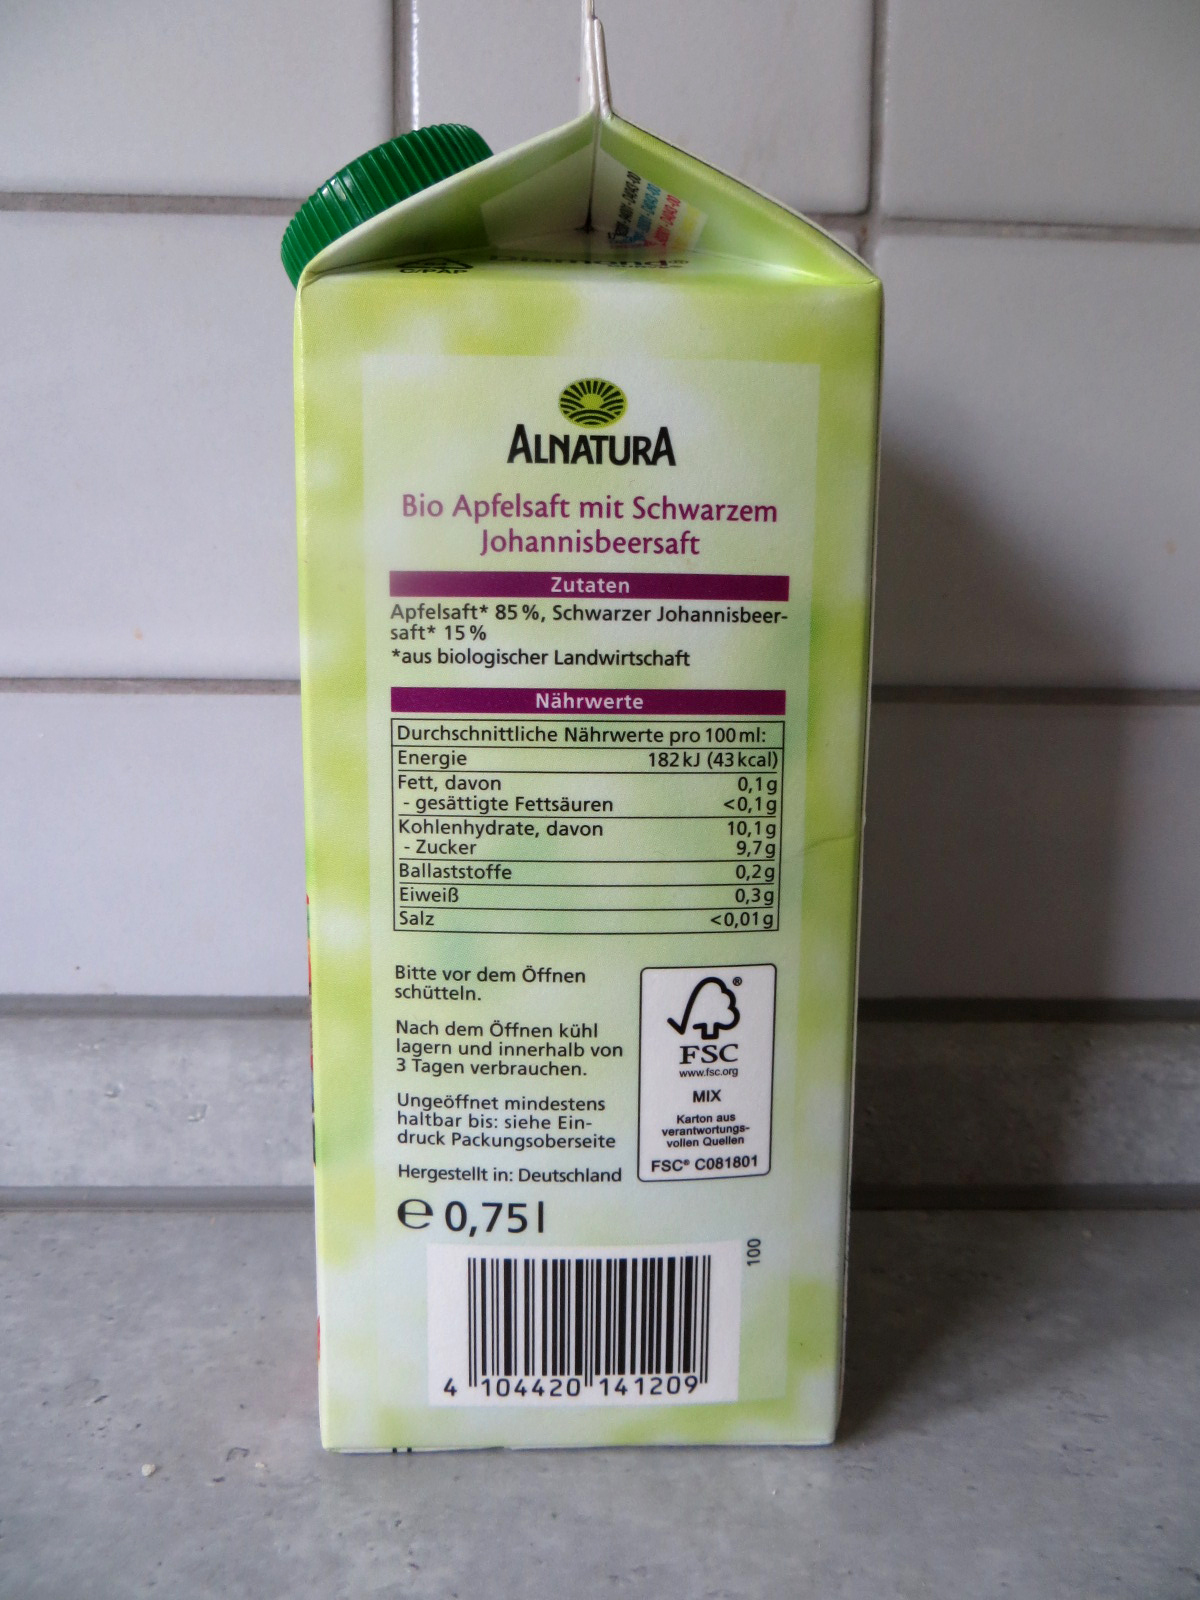 C/PAP
ALNATURA
Bio Apfelsaft mit Schwarzem
Johannisbeersaft
Zutaten
Apfelsaft* 85 %, Schwarzer Johannisbeer-
saft* 15 %
*aus biologischer Landwirtschaft
Nährwerte
Durchschnittliche Nährwerte pro 100 ml:
Energie 182 kJ (43 kcal)
Fett, davon 0,1 g
- gesättigte Fettsäuren <0,1 g
Kohlenhydrate, davon 10,1 g
- Zucker 9,7 g
Ballaststoffe 0,2 g
Eiweiß 0,3 g
Salz <0,01 g
Bitte vor dem Öffnen
schütteln.
Nach dem Öffnen kühl
lagern und innerhalb von
3 Tagen verbrauchen.
Ungeöffnet mindestens
haltbar bis: siehe Ein-
druck Packungsoberseite
Hergestellt in: Deutschland
℮ 0,75 l
®
FSC
www.fsc.org
MIX
Karton aus
verantwortungs-
vollen Quellen
FSC® C081801
100
4 104420 141209